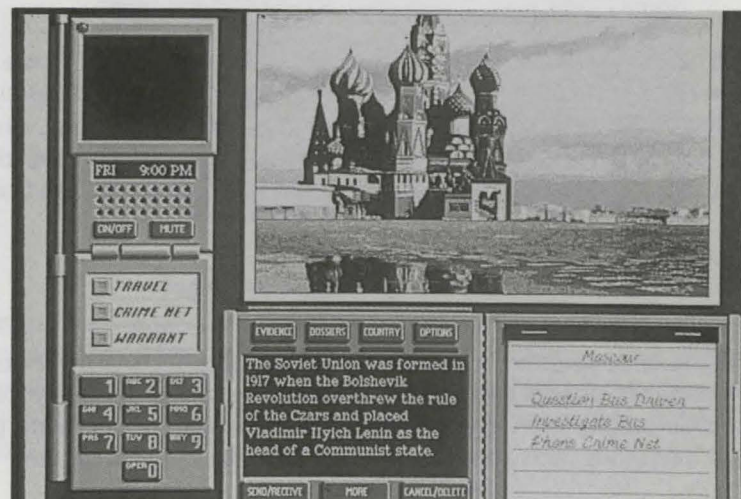 FRI 9:00 PM
ON/OFF MUTE
TRAVEL
CRIME NET
WARRANT
1 ABC 2 DEF 3
GHI 4 JKL 5 MNO 6
PRS 7 TUV 8 WXY 9
OPER 0
EVIDENCE DOSSIERS COUNTRY OPTIONS
The Soviet Union was formed in
1917 when the Bolshevik
Revolution overthrew the rule
of the Czars and placed
Vladimir Ilyich Lenin as the
head of a Communist state.
SEND/RECEIVE MORE CANCEL/DELETE
Moscow
Question Bus Driver
Investigate Bus
Phone Crime Net